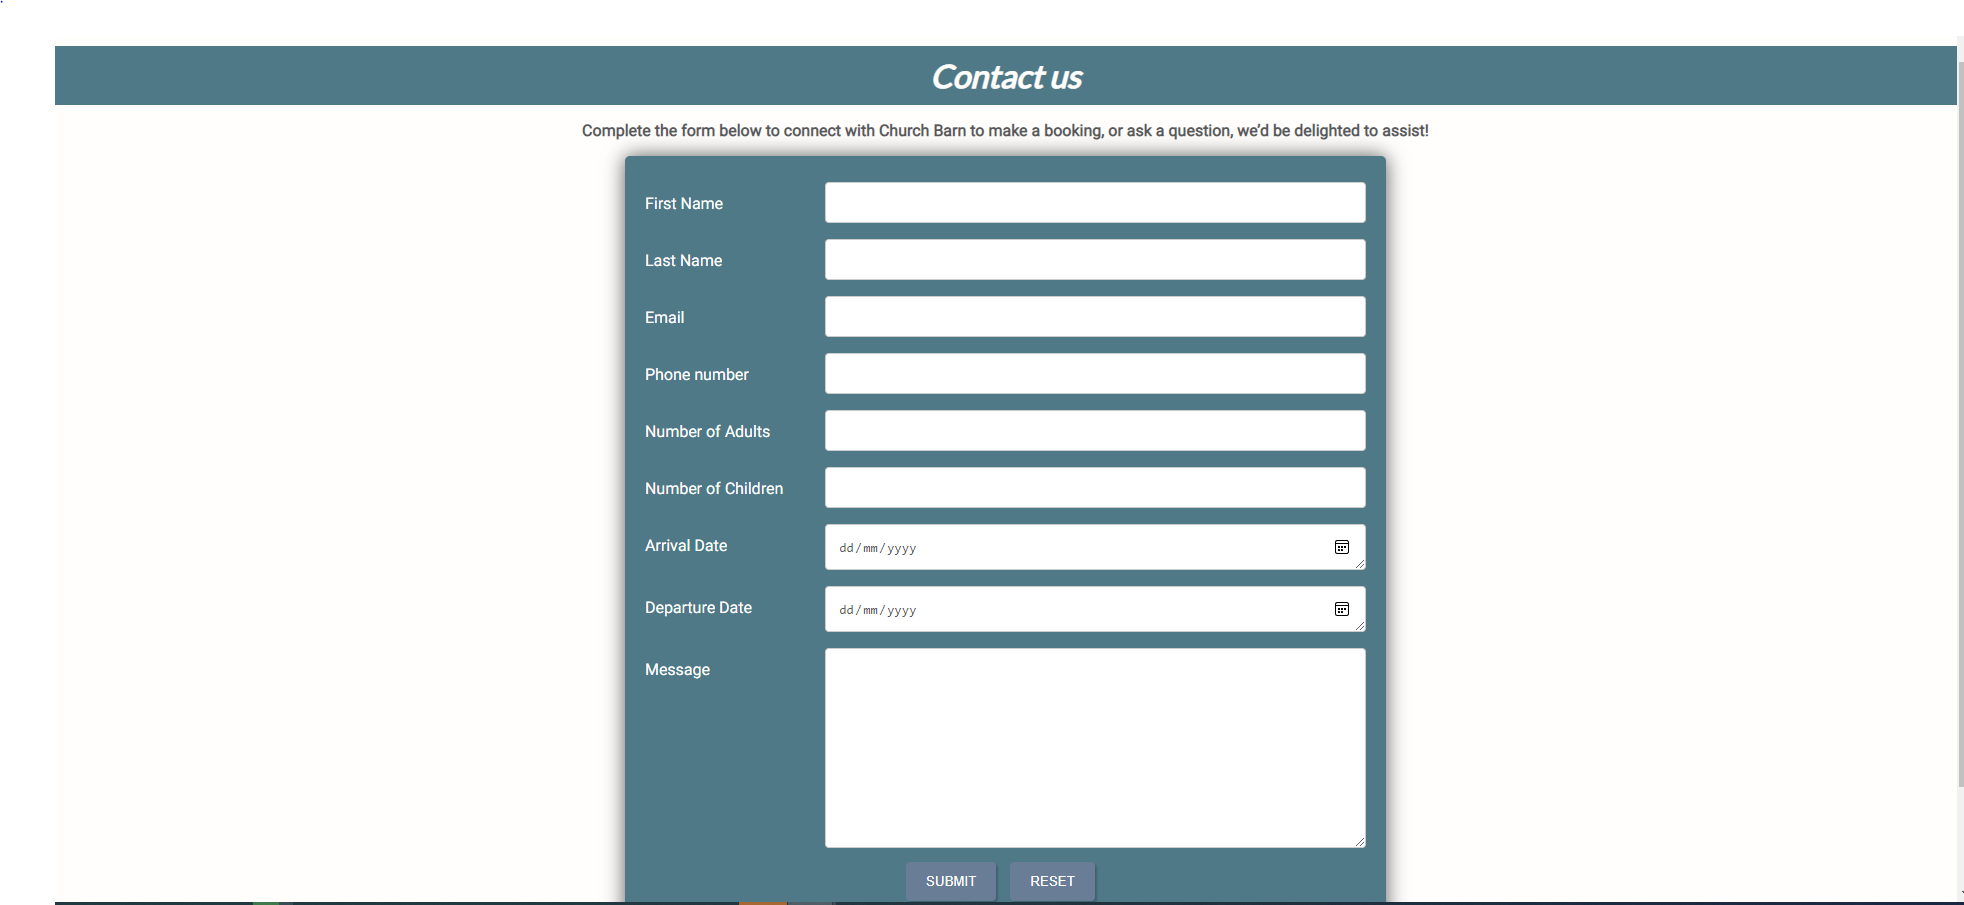 Contact us
Complete the form below to connect with Church Barn to make a booking, or ask a question, we’d be delighted to assist!
First Name
Last Name
Email
Phone number
Number of Adults
Number of Children
Arrival Date dd/mm/yyyy
Departure Date dd/mm/yyyy
Message
SUBMIT RESET